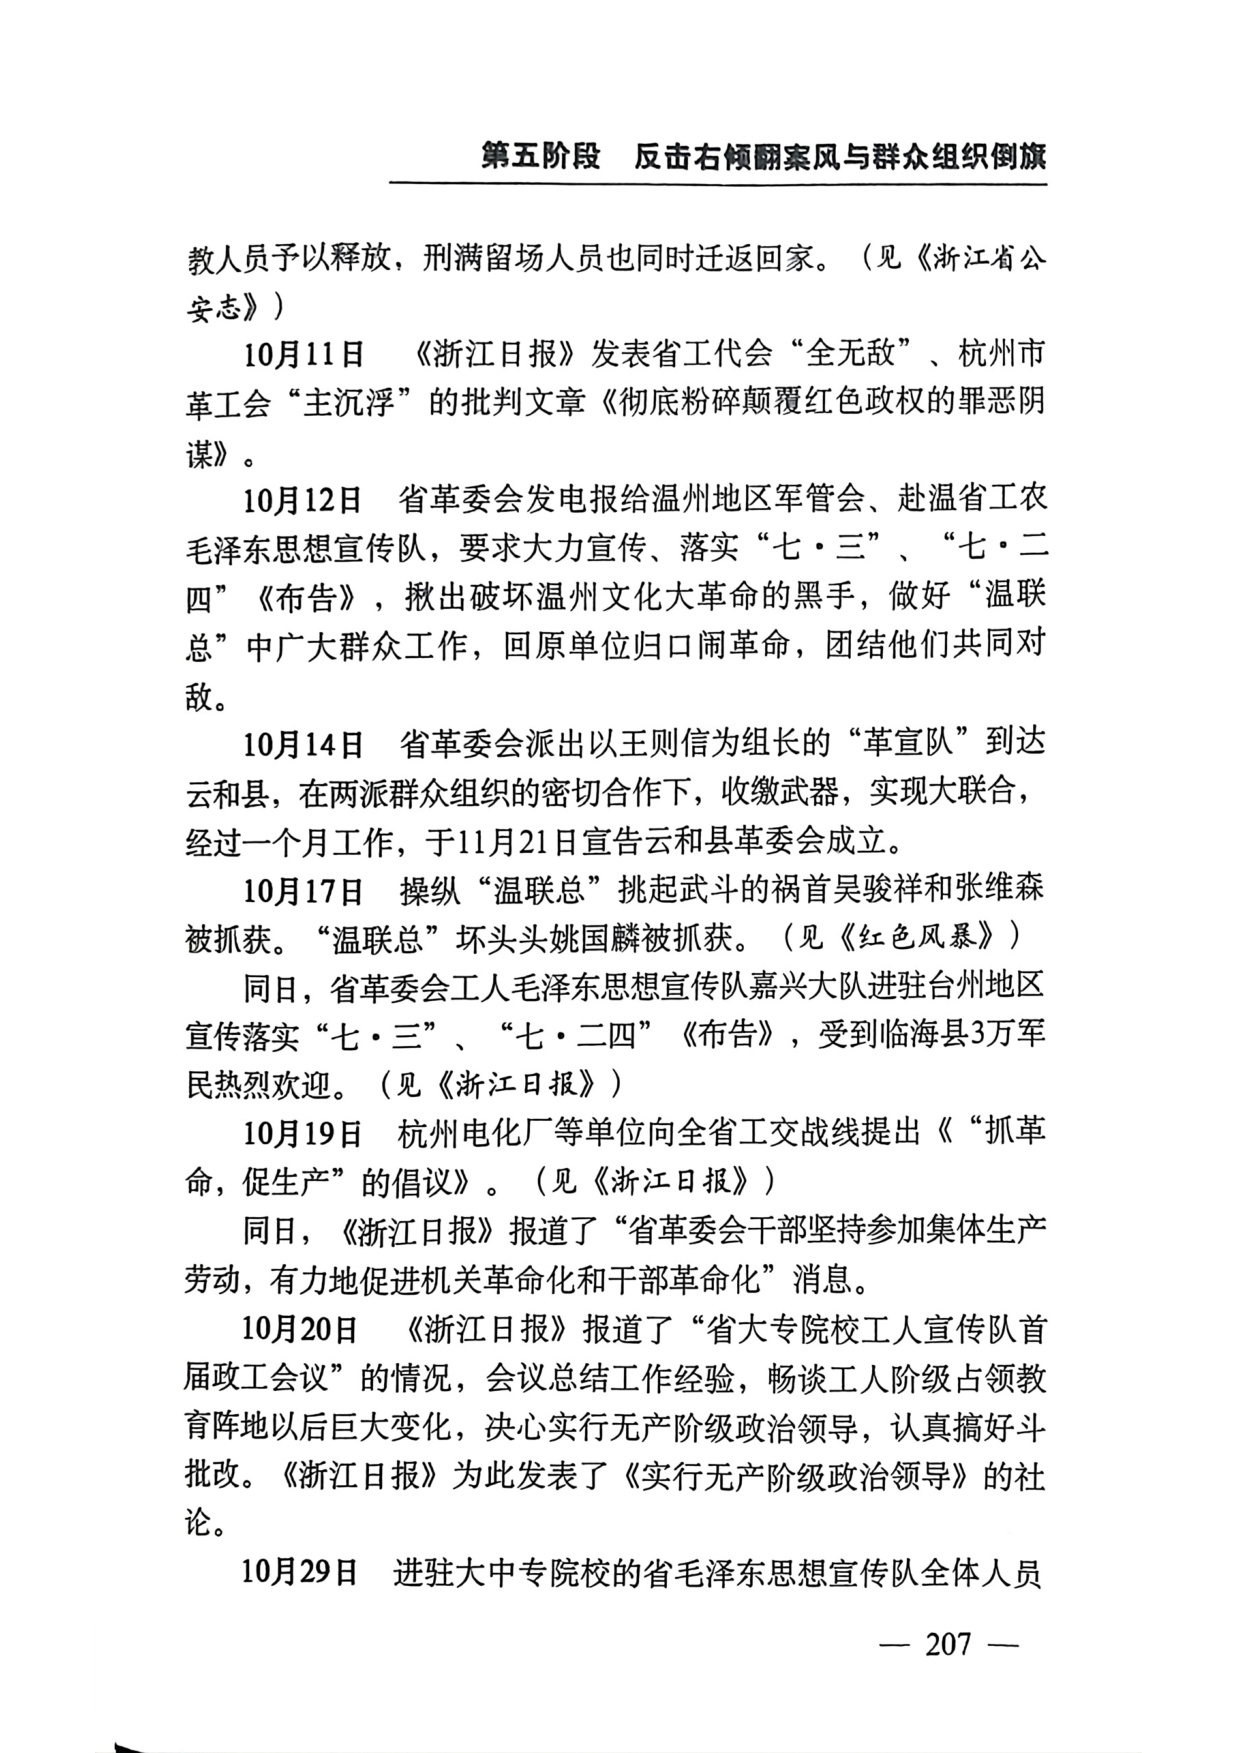 第五阶段　反击右倾翻案风与群众组织倒旗
教人员予以释放，刑满留场人员也同时迁返回家。（见《浙江省公
安志》）
10月11日　《浙江日报》发表省工代会“全无敌”、杭州市
革工会“主沉浮”的批判文章《彻底粉碎颠覆红色政权的罪恶阴
谋》。
10月12日　省革委会发电报给温州地区军管会、赴温省工农
毛泽东思想宣传队，要求大力宣传、落实“七·三”、“七·二
四”《布告》，揪出破坏温州文化大革命的黑手，做好“温联
总”中广大群众工作，回原单位归口闹革命，团结他们共同对
敌。
10月14日　省革委会派出以王则信为组长的“革宣队”到达
云和县，在两派群众组织的密切合作下，收缴武器，实现大联合，
经过一个月工作，于11月21日宣告云和县革委会成立。
10月17日　操纵“温联总”挑起武斗的祸首吴骏祥和张维森
被抓获。“温联总”坏头头姚国麟被抓获。（见《红色风暴》）
同日，省革委会工人毛泽东思想宣传队嘉兴大队进驻台州地区
宣传落实“七·三”、“七·二四”《布告》，受到临海县3万军
民热烈欢迎。（见《浙江日报》）
10月19日　杭州电化厂等单位向全省工交战线提出《“抓革
命，促生产”的倡议》。（见《浙江日报》）
同日，《浙江日报》报道了“省革委会干部坚持参加集体生产
劳动，有力地促进机关革命化和干部革命化”消息。
10月20日　《浙江日报》报道了“省大专院校工人宣传队首
届政工会议”的情况，会议总结工作经验，畅谈工人阶级占领教
育阵地以后巨大变化，决心实行无产阶级政治领导，认真搞好斗
批改。《浙江日报》为此发表了《实行无产阶级政治领导》的社
论。
10月29日　进驻大中专院校的省毛泽东思想宣传队全体人员
— 207 —